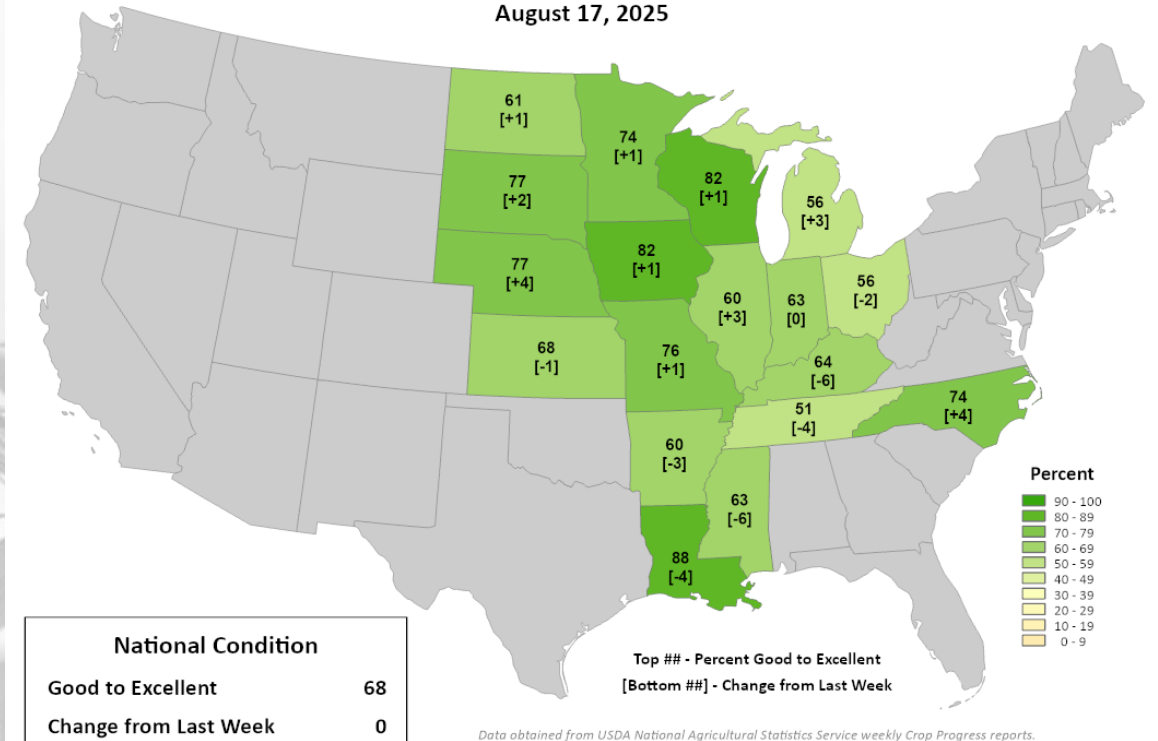 August 17, 2025
61
[+1]
74
[+1]
77
[+2]
82
[+1]
56
[+3]
77
[+4]
82
[+1]
60
[+3]
63
[0]
56
[-2]
68
[-1]
76
[+1]
64
[-6]
51
[-4]
74
[+4]
60
[-3]
63
[-6]
88
[-4]
Percent
90 - 100
80 - 89
70 - 79
60 - 69
50 - 59
40 - 49
30 - 39
20 - 29
10 - 19
0 - 9
National Condition
Good to Excellent 68
Change from Last Week 0
Top ## - Percent Good to Excellent
[Bottom ##] - Change from Last Week
Data obtained from USDA National Agricultural Statistics Service weekly Crop Progress reports.